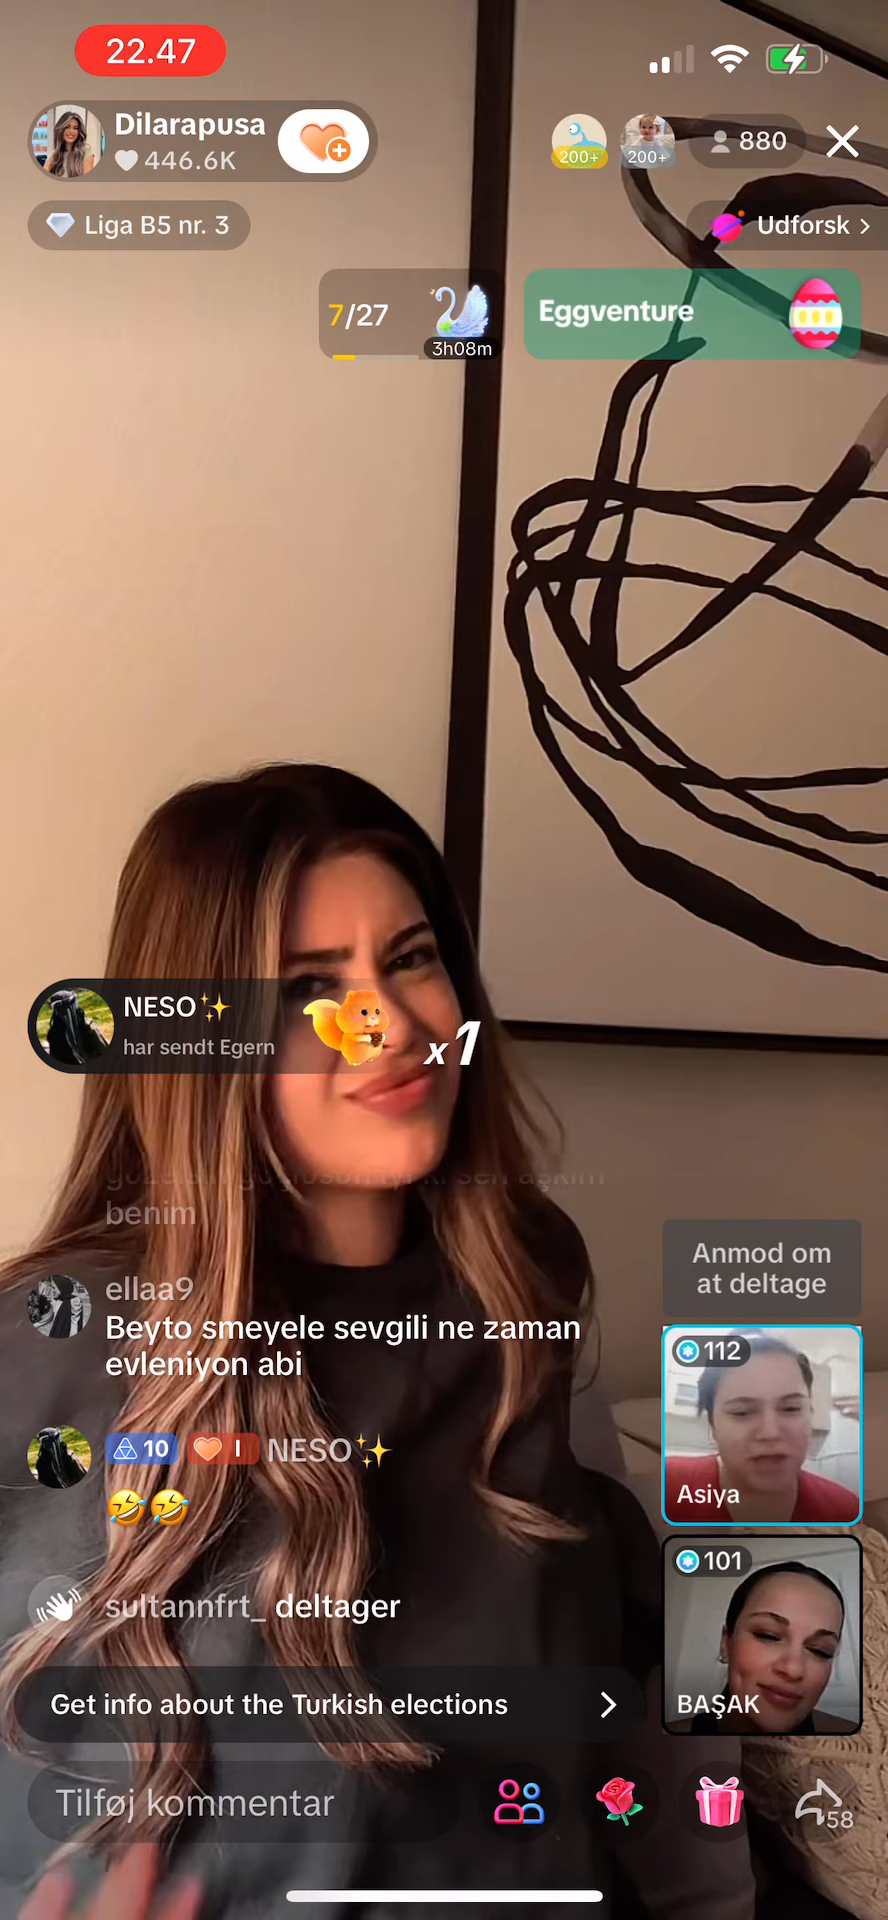 22.47
Dilarapusa
446.6K
200+
200+
880
Liga B5 nr. 3
Udforsk
7/27
3h08m
Eggventure
NESO✨
har sendt Egern
x1
benim
Anmod om
at deltage
ellaa9
Beyto smeyele sevgili ne zaman
evleniyon abi
112
Asiya
10 I NESO✨
🤣🤣
101
BAŞAK
sultannfrt_ deltager
Get info about the Turkish elections
Tilføj kommentar
58